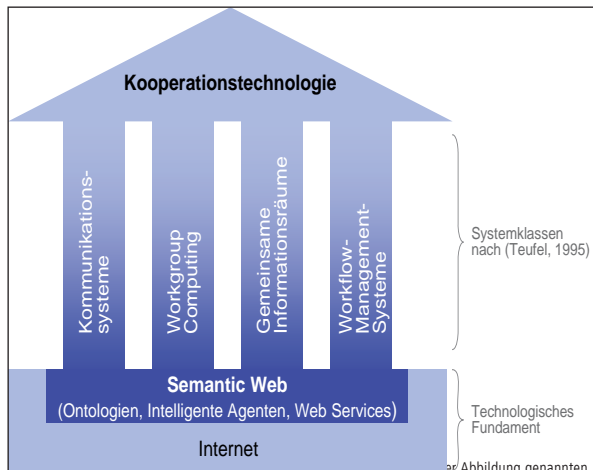 Kooperationstechnologie
Kommunikations-
systeme
Workgroup
Computing
Gemeinsame
Informationsräume
Workflow-
Management-
Systeme
Systemklassen
nach (Teufel, 1995)
Semantic Web
(Ontologien, Intelligente Agenten, Web Services)
Internet
Technologisches
Fundament
Abbildung genannten